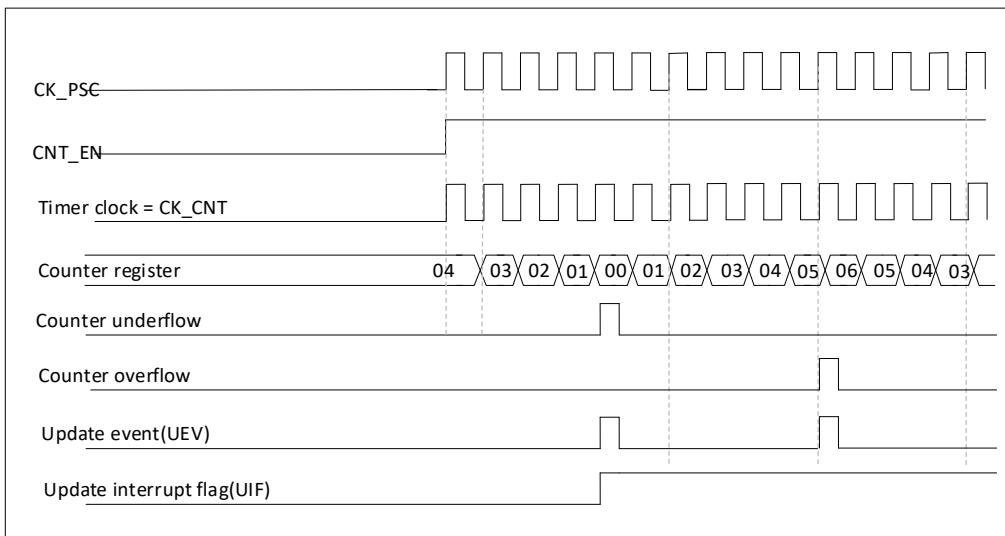 CK_PSC
CNT_EN
Timer clock = CK_CNT
Counter register 04 03 02 01 00 01 02 03 04 05 06 05 04 03
Counter underflow
Counter overflow
Update event(UEV)
Update interrupt flag(UIF)